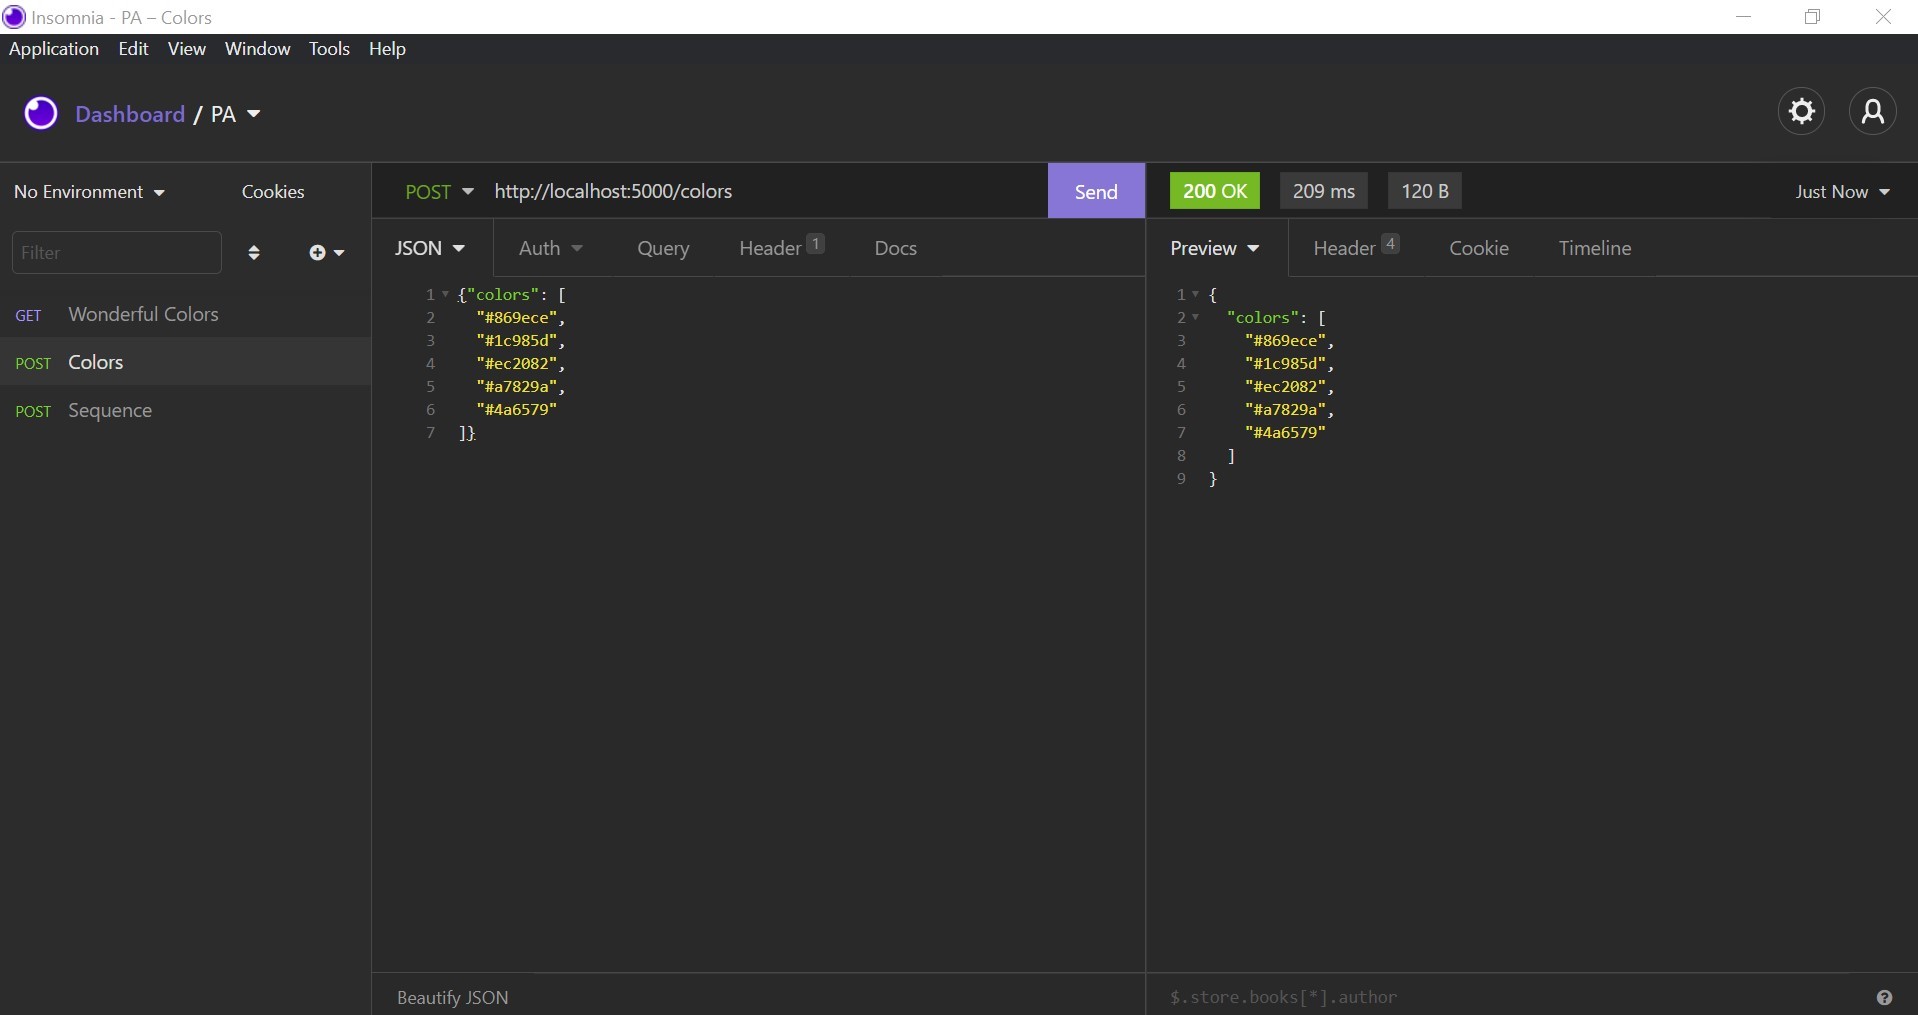 Insomnia - PA – Colors
Application Edit View Window Tools Help
Dashboard / PA
No Environment Cookies
POST http://localhost:5000/colors Send
200 OK 209 ms 120 B Just Now
Filter
JSON Auth Query Header 1 Docs
Preview Header 4 Cookie Timeline
GET Wonderful Colors
POST Colors
POST Sequence
1 {"colors": [
2 "#869ece",
3 "#1c985d",
4 "#ec2082",
5 "#a7829a",
6 "#4a6579"
7 ]}
1 {
2 "colors": [
3 "#869ece",
4 "#1c985d",
5 "#ec2082",
6 "#a7829a",
7 "#4a6579"
8 ]
9 }
Beautify JSON
$.store.books[*].author